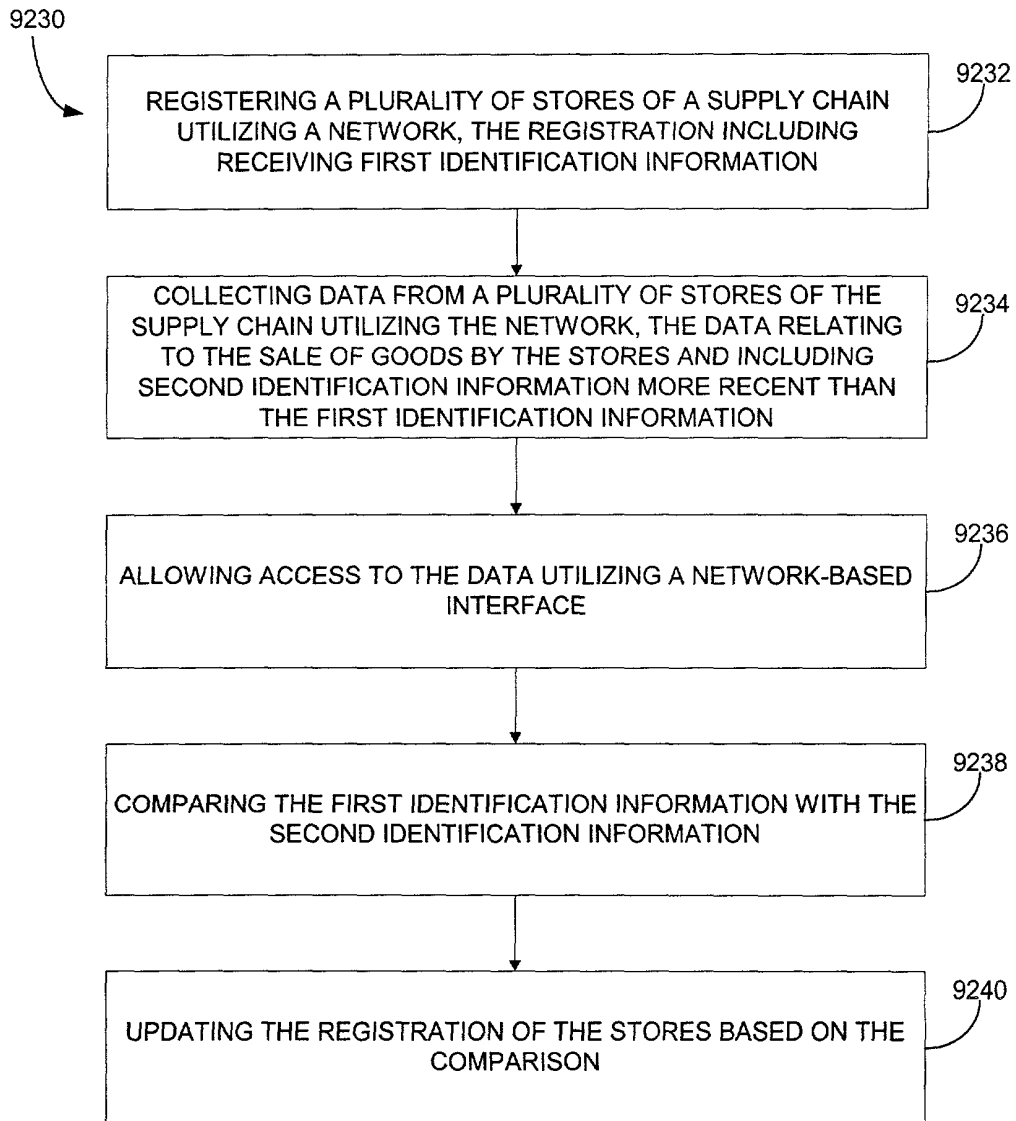 9230
REGISTERING A PLURALITY OF STORES OF A SUPPLY CHAIN
UTILIZING A NETWORK, THE REGISTRATION INCLUDING
RECEIVING FIRST IDENTIFICATION INFORMATION
9232
COLLECTING DATA FROM A PLURALITY OF STORES OF THE
SUPPLY CHAIN UTILIZING THE NETWORK, THE DATA RELATING
TO THE SALE OF GOODS BY THE STORES AND INCLUDING
SECOND IDENTIFICATION INFORMATION MORE RECENT THAN
THE FIRST IDENTIFICATION INFORMATION
9234
ALLOWING ACCESS TO THE DATA UTILIZING A NETWORK-BASED
INTERFACE
9236
COMPARING THE FIRST IDENTIFICATION INFORMATION WITH THE
SECOND IDENTIFICATION INFORMATION
9238
UPDATING THE REGISTRATION OF THE STORES BASED ON THE
COMPARISON
9240